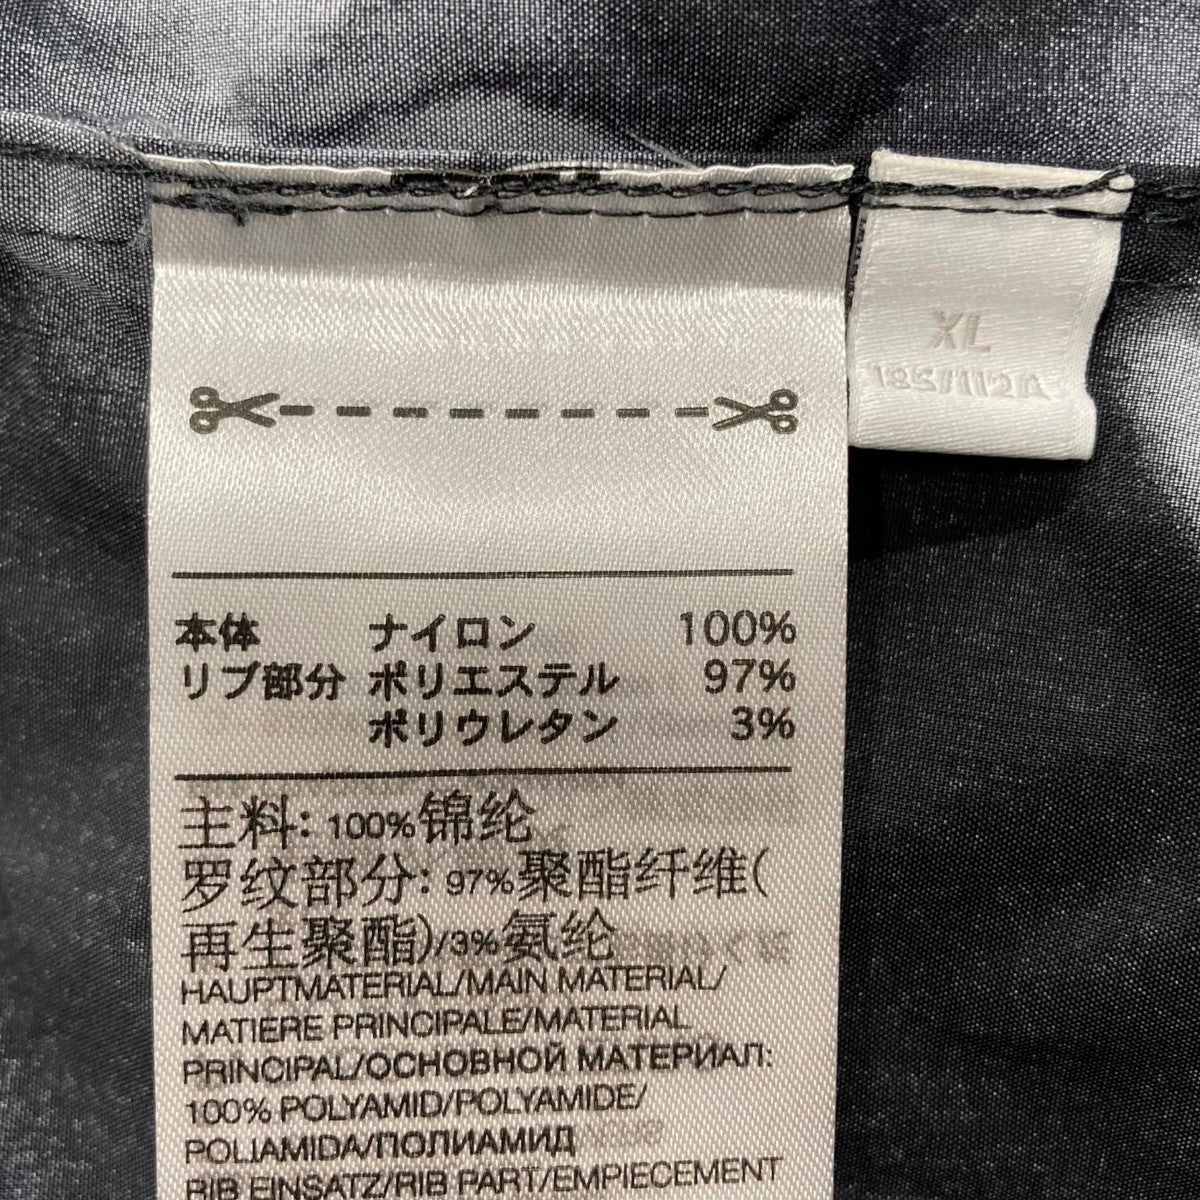 XL
185/112A
本体 ナイロン 100%
リブ部分 ポリエステル 97%
ポリウレタン 3%
主料: 100%锦纶
罗纹部分: 97%聚酯纤维(
再生聚酯)/3%氨纶
HAUPTMATERIAL/MAIN MATERIAL/
MATIERE PRINCIPALE/MATERIAL
PRINCIPAL/ОСНОВНОЙ МАТЕРИАЛ:
100% POLYAMID/POLYAMIDE/
POLIAMIDA/ПОЛИАМИД
RIB EINSATZ/RIB PART/EMPIECEMENT